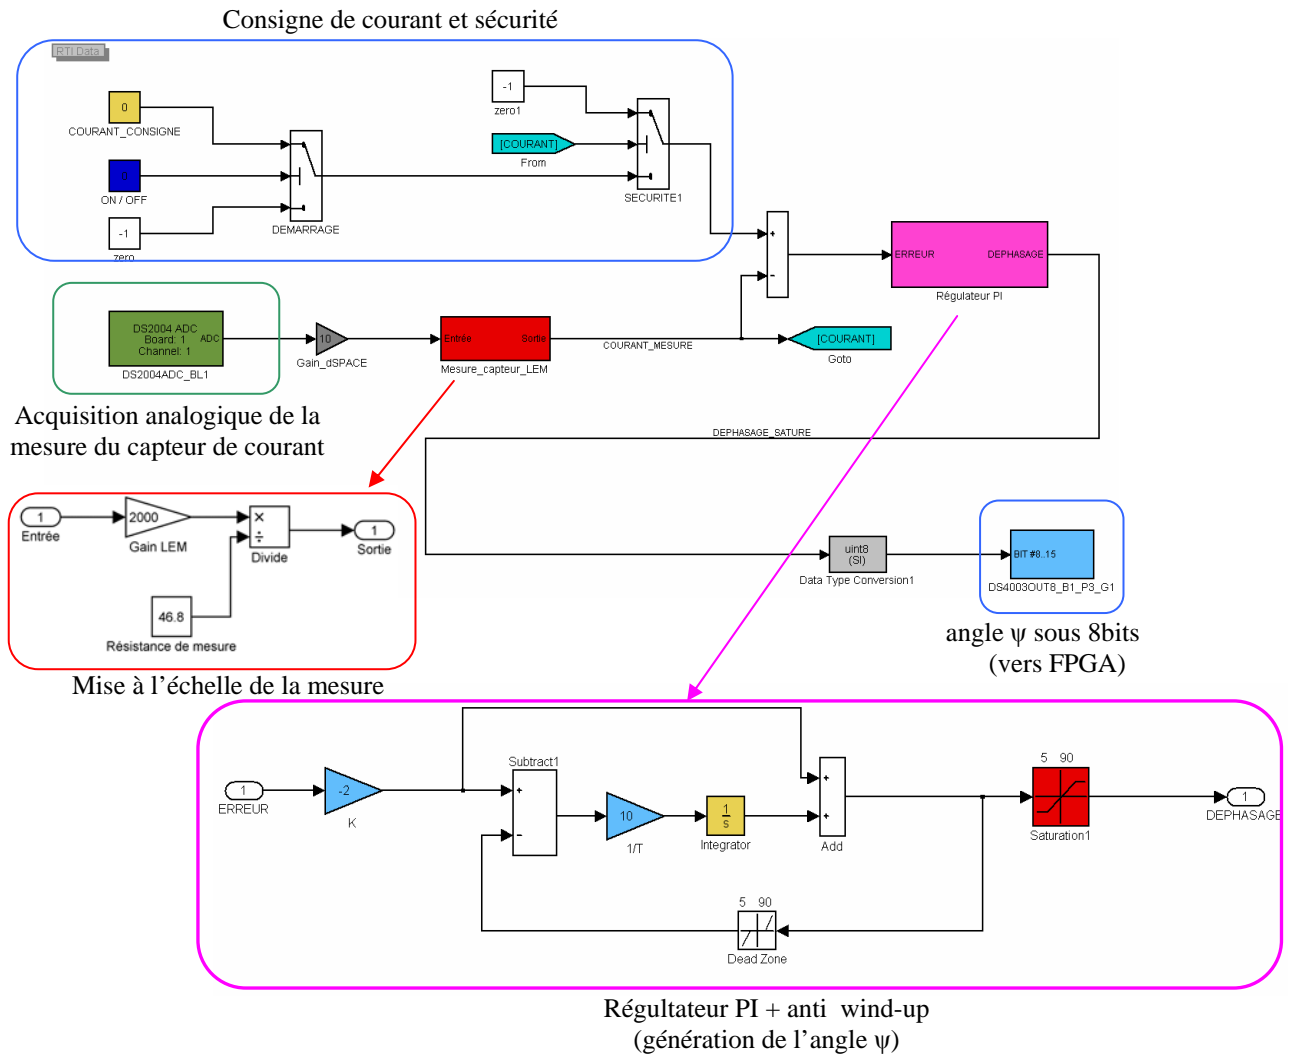 Consigne de courant et sécurité
RTI Data
0
COURANT_CONSIGNE
0
ON / OFF
-1
zero
DEMARRAGE
-1
zero1
[COURANT]
From
SECURITE1
+
-
ERREUR
DEPHASAGE
Régulateur PI
DS2004 ADC
Board: 1
Channel: 1
ADC
DS2004ADC_BL1
10
Gain_dSPACE
Entrée
Sortie
Mesure_capteur_LEM
COURANT_MESURE
[COURANT]
Goto
Acquisition analogique de la
mesure du capteur de courant
DEPHASAGE_SATURE
1
Entrée
2000
Gain LEM
×
÷
Divide
1
Sortie
46.8
Résistance de mesure
Mise à l’échelle de la mesure
uint8
(SI)
Data Type Conversion1
BIT #8..15
DS4003OUT8_B1_P3_G1
angle ψ sous 8bits
(vers FPGA)
1
ERREUR
-2
K
Subtract1
+
-
10
1/T
1
s
Integrator
+
+
Add
5 90
Saturation1
1
DEPHASAGE
5 90
Dead Zone
Régultateur PI + anti wind-up
(génération de l’angle ψ)